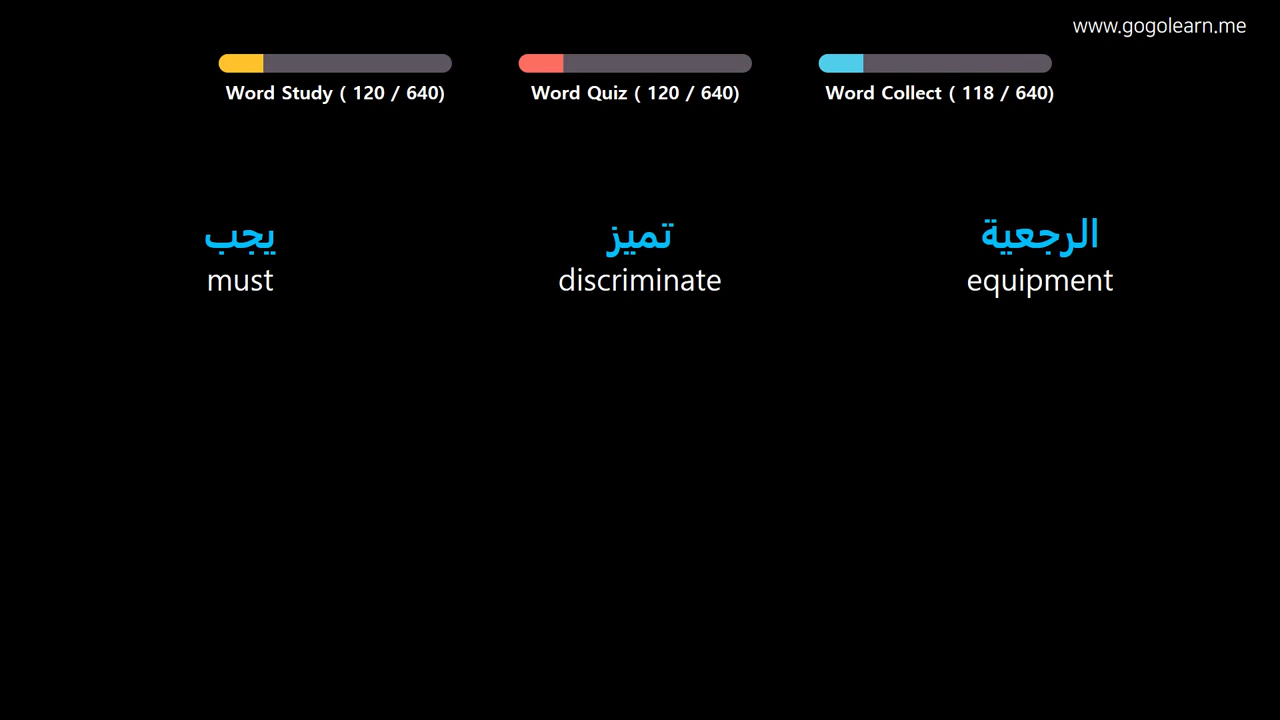 www.gogolearn.me
Word Study ( 120 / 640)
Word Quiz ( 120 / 640)
Word Collect ( 118 / 640)
يجب
must
تميز
discriminate
الرجعية
equipment